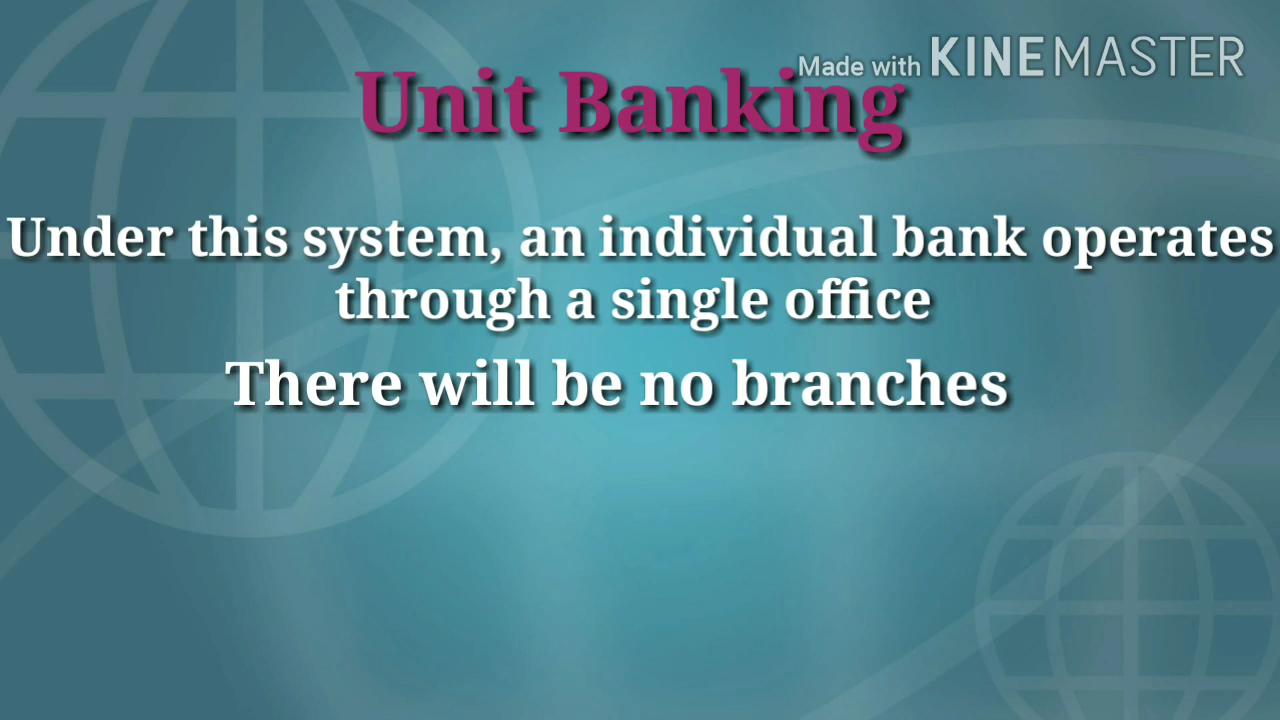 Made with KINEMASTER
Unit Banking
Under this system, an individual bank operates
through a single office
There will be no branches